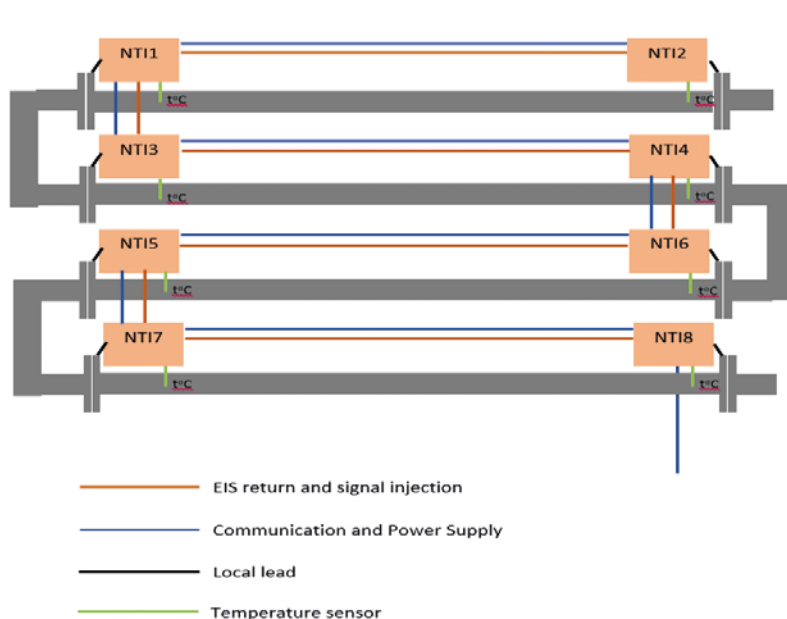 NTI1 NTI2
t°C t°C
NTI3 NTI4
t°C t°C
NTI5 NTI6
t°C t°C
NTI7 NTI8
t°C t°C
EIS return and signal injection
Communication and Power Supply
Local lead
Temperature sensor